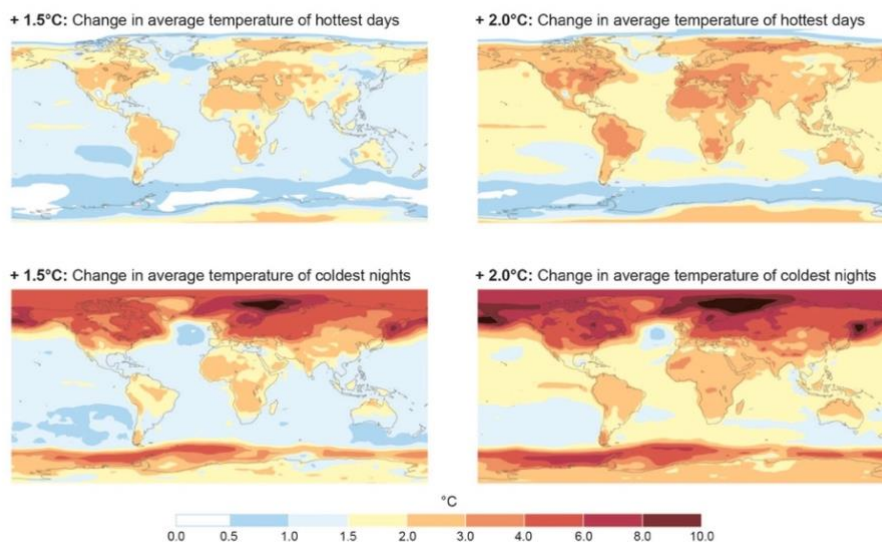 + 1.5°C: Change in average temperature of hottest days
+ 2.0°C: Change in average temperature of hottest days
+ 1.5°C: Change in average temperature of coldest nights
+ 2.0°C: Change in average temperature of coldest nights
°C
0.0 0.5 1.0 1.5 2.0 3.0 4.0 6.0 8.0 10.0